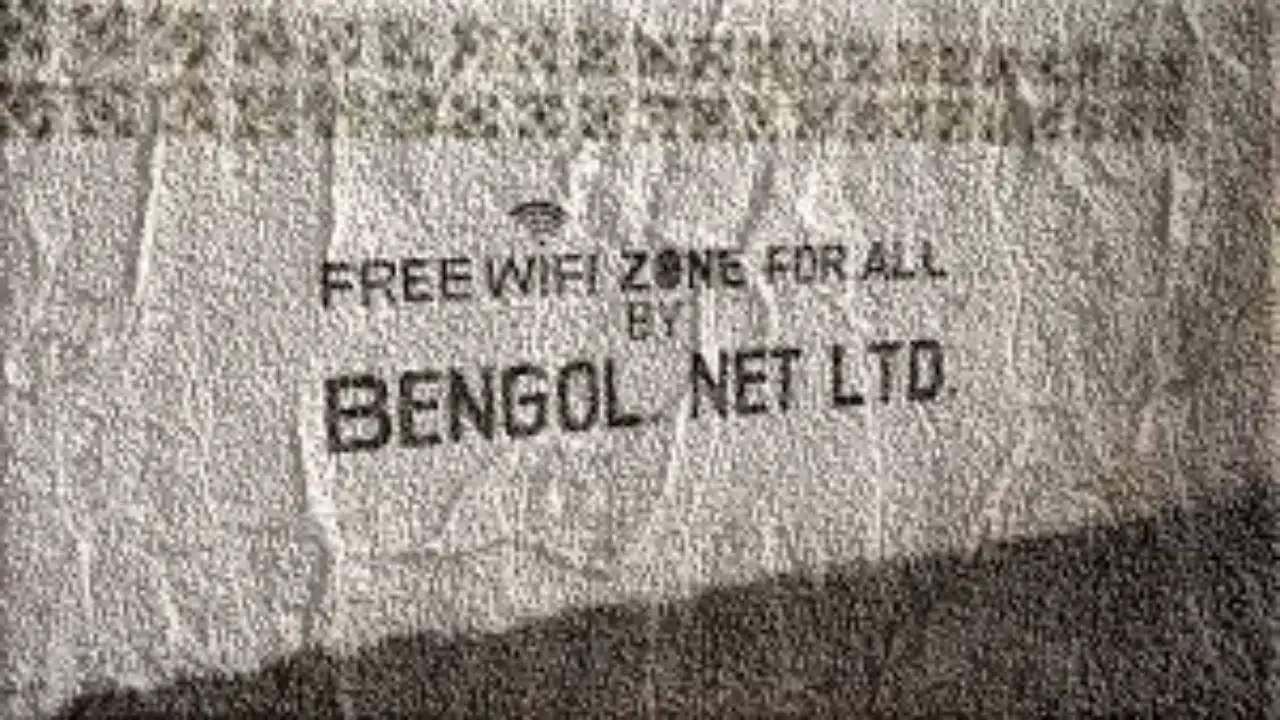 FREE WIFI ZONE FOR ALL
BY
BENGOL NET LTD.